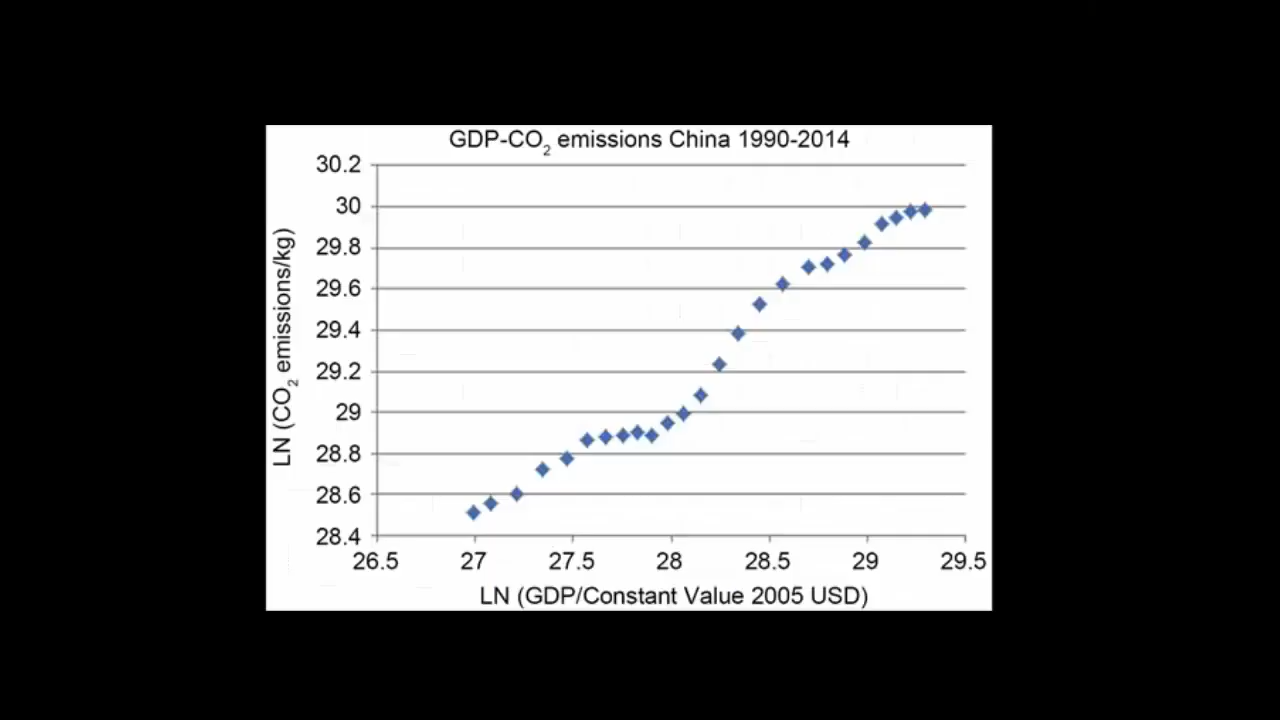 GDP-CO₂ emissions China 1990-2014
30.2
30
29.8
29.6
29.4
29.2
29
28.8
28.6
28.4
LN (CO₂ emissions/kg)
26.5 27 27.5 28 28.5 29 29.5
LN (GDP/Constant Value 2005 USD)